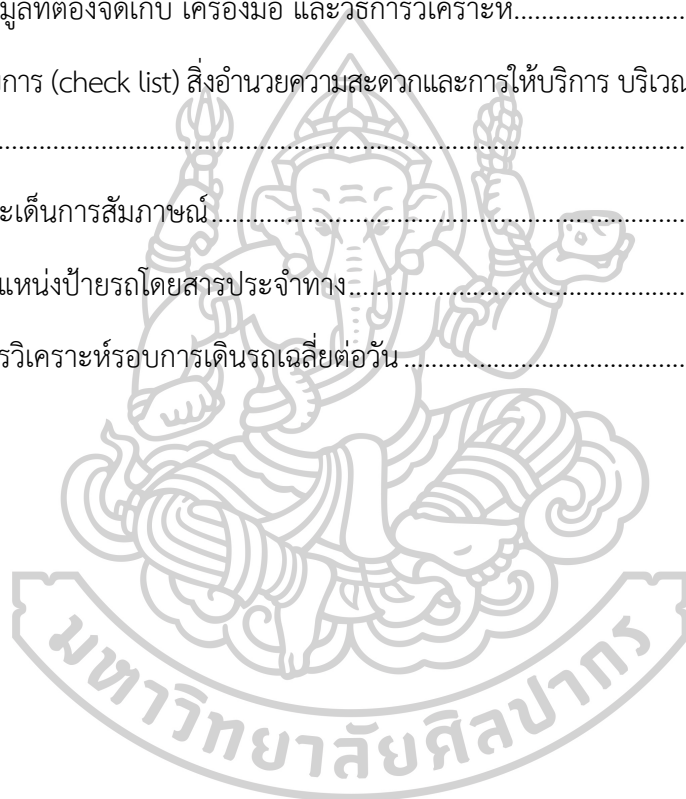 มูลที่ต้องจัดเก็บ เครื่องมือ และวิธีการวิเคราะห์................................
การ (check list) สิ่งอำนวยความสะดวกและการให้บริการ บริเวณ
................................................................................
ะเด็นการสัมภาษณ์................................................................
แหน่งป้ายรถโดยสารประจำทาง................................................
รวิเคราะห์รอบการเดินรถเฉลี่ยต่อวัน........................................
มหาวิทยาลัยศิลปากร